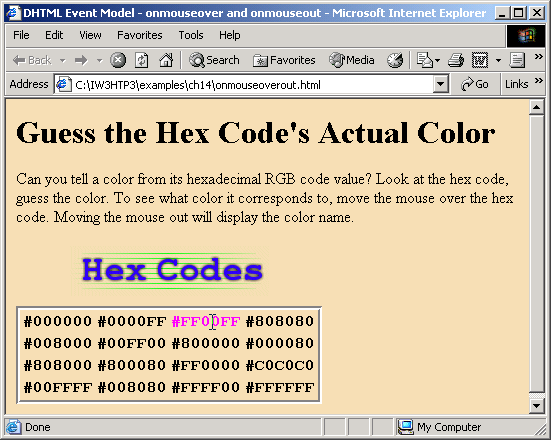 DHTML Event Model - onmouseover and onmouseout - Microsoft Internet Explorer
File Edit View Favorites Tools Help
Back Search Favorites Media
Address C:\IW3HTP3\examples\ch14\onmouseoverout.html Go Links
Guess the Hex Code's Actual Color
Can you tell a color from its hexadecimal RGB code value? Look at the hex code,
guess the color. To see what color it corresponds to, move the mouse over the hex
code. Moving the mouse out will display the color name.
Hex Codes
#000000 #0000FF #FF00FF #808080
#008000 #00FF00 #800000 #000080
#808000 #800080 #FF0000 #C0C0C0
#00FFFF #008080 #FFFF00 #FFFFFF
Done My Computer